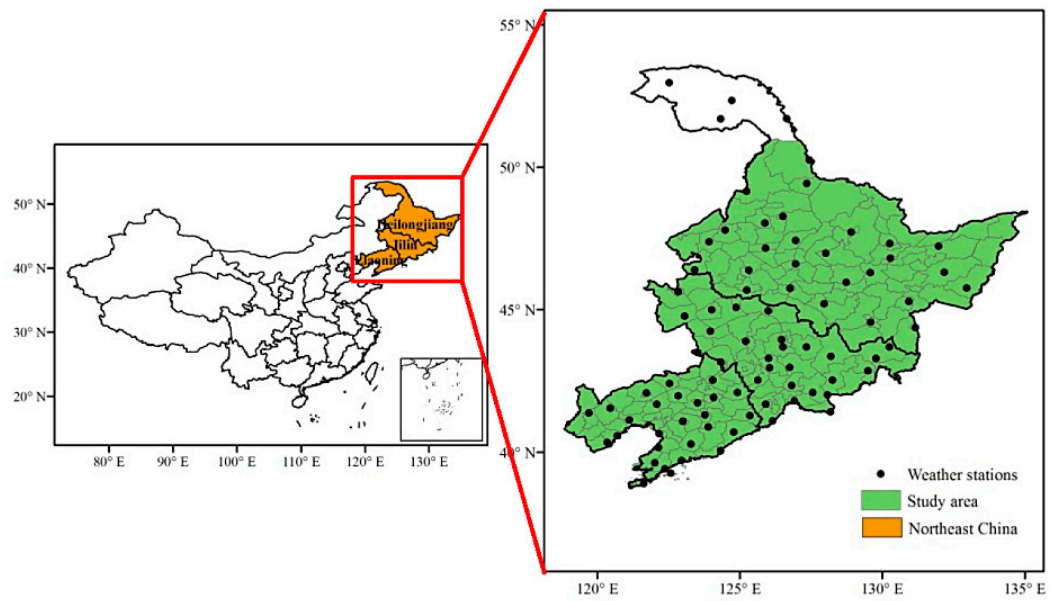 55° N
50° N
45° N
40° N
120° E
125° E
130° E
135° E
Weather stations
Study area
Northeast China
50° N
40° N
30° N
20° N
80° E
90° E
100° E
110° E
120° E
130° E
Heilongjiang
Jilin
Liaoning